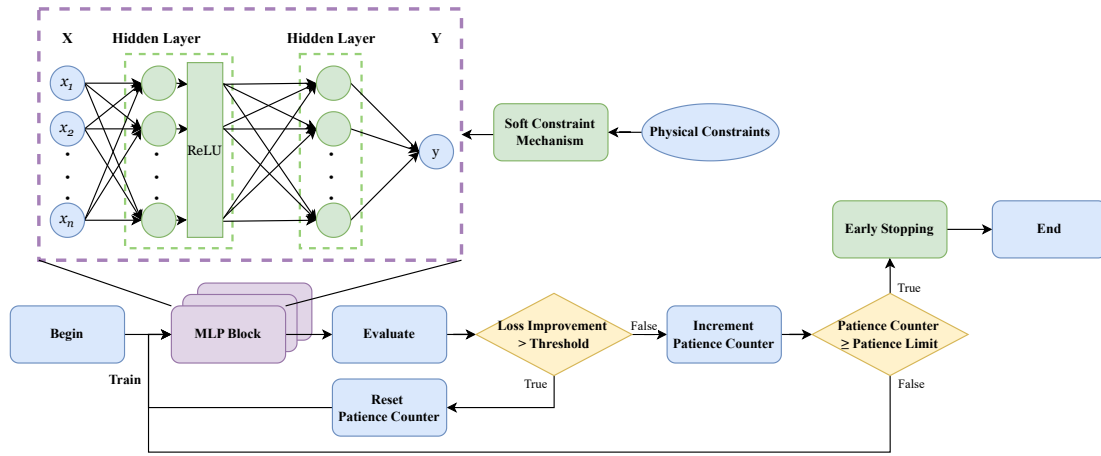 X
Hidden Layer
Hidden Layer
Y
x₁
x₂
xₙ
ReLU
y
Soft Constraint
Mechanism
Physical Constraints
Early Stopping
End
True
Begin
MLP Block
Evaluate
Loss Improvement
> Threshold
False
Increment
Patience Counter
Patience Counter
≥ Patience Limit
Train
True
False
Reset
Patience Counter